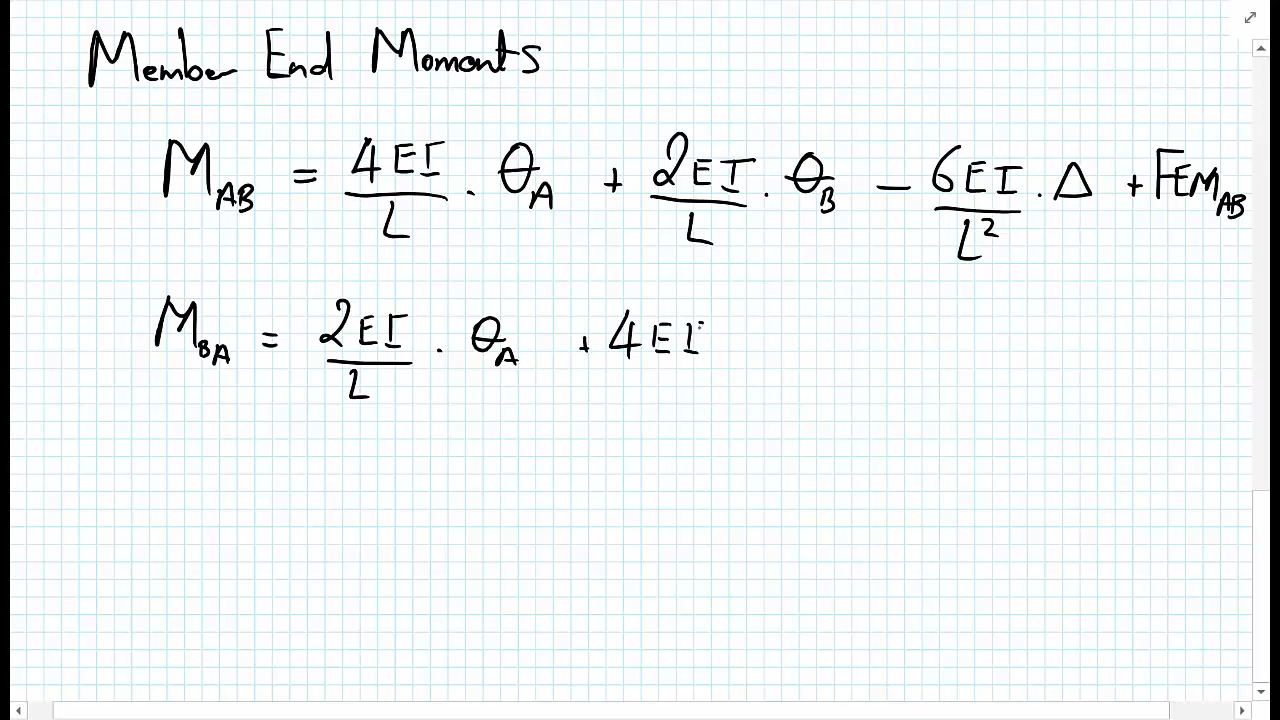 Member End Moments
M_AB = 4EI/L · θ_A + 2EI/L · θ_B − 6EI/L² · Δ + FEM_AB
M_BA = 2EI/L · θ_A + 4EI